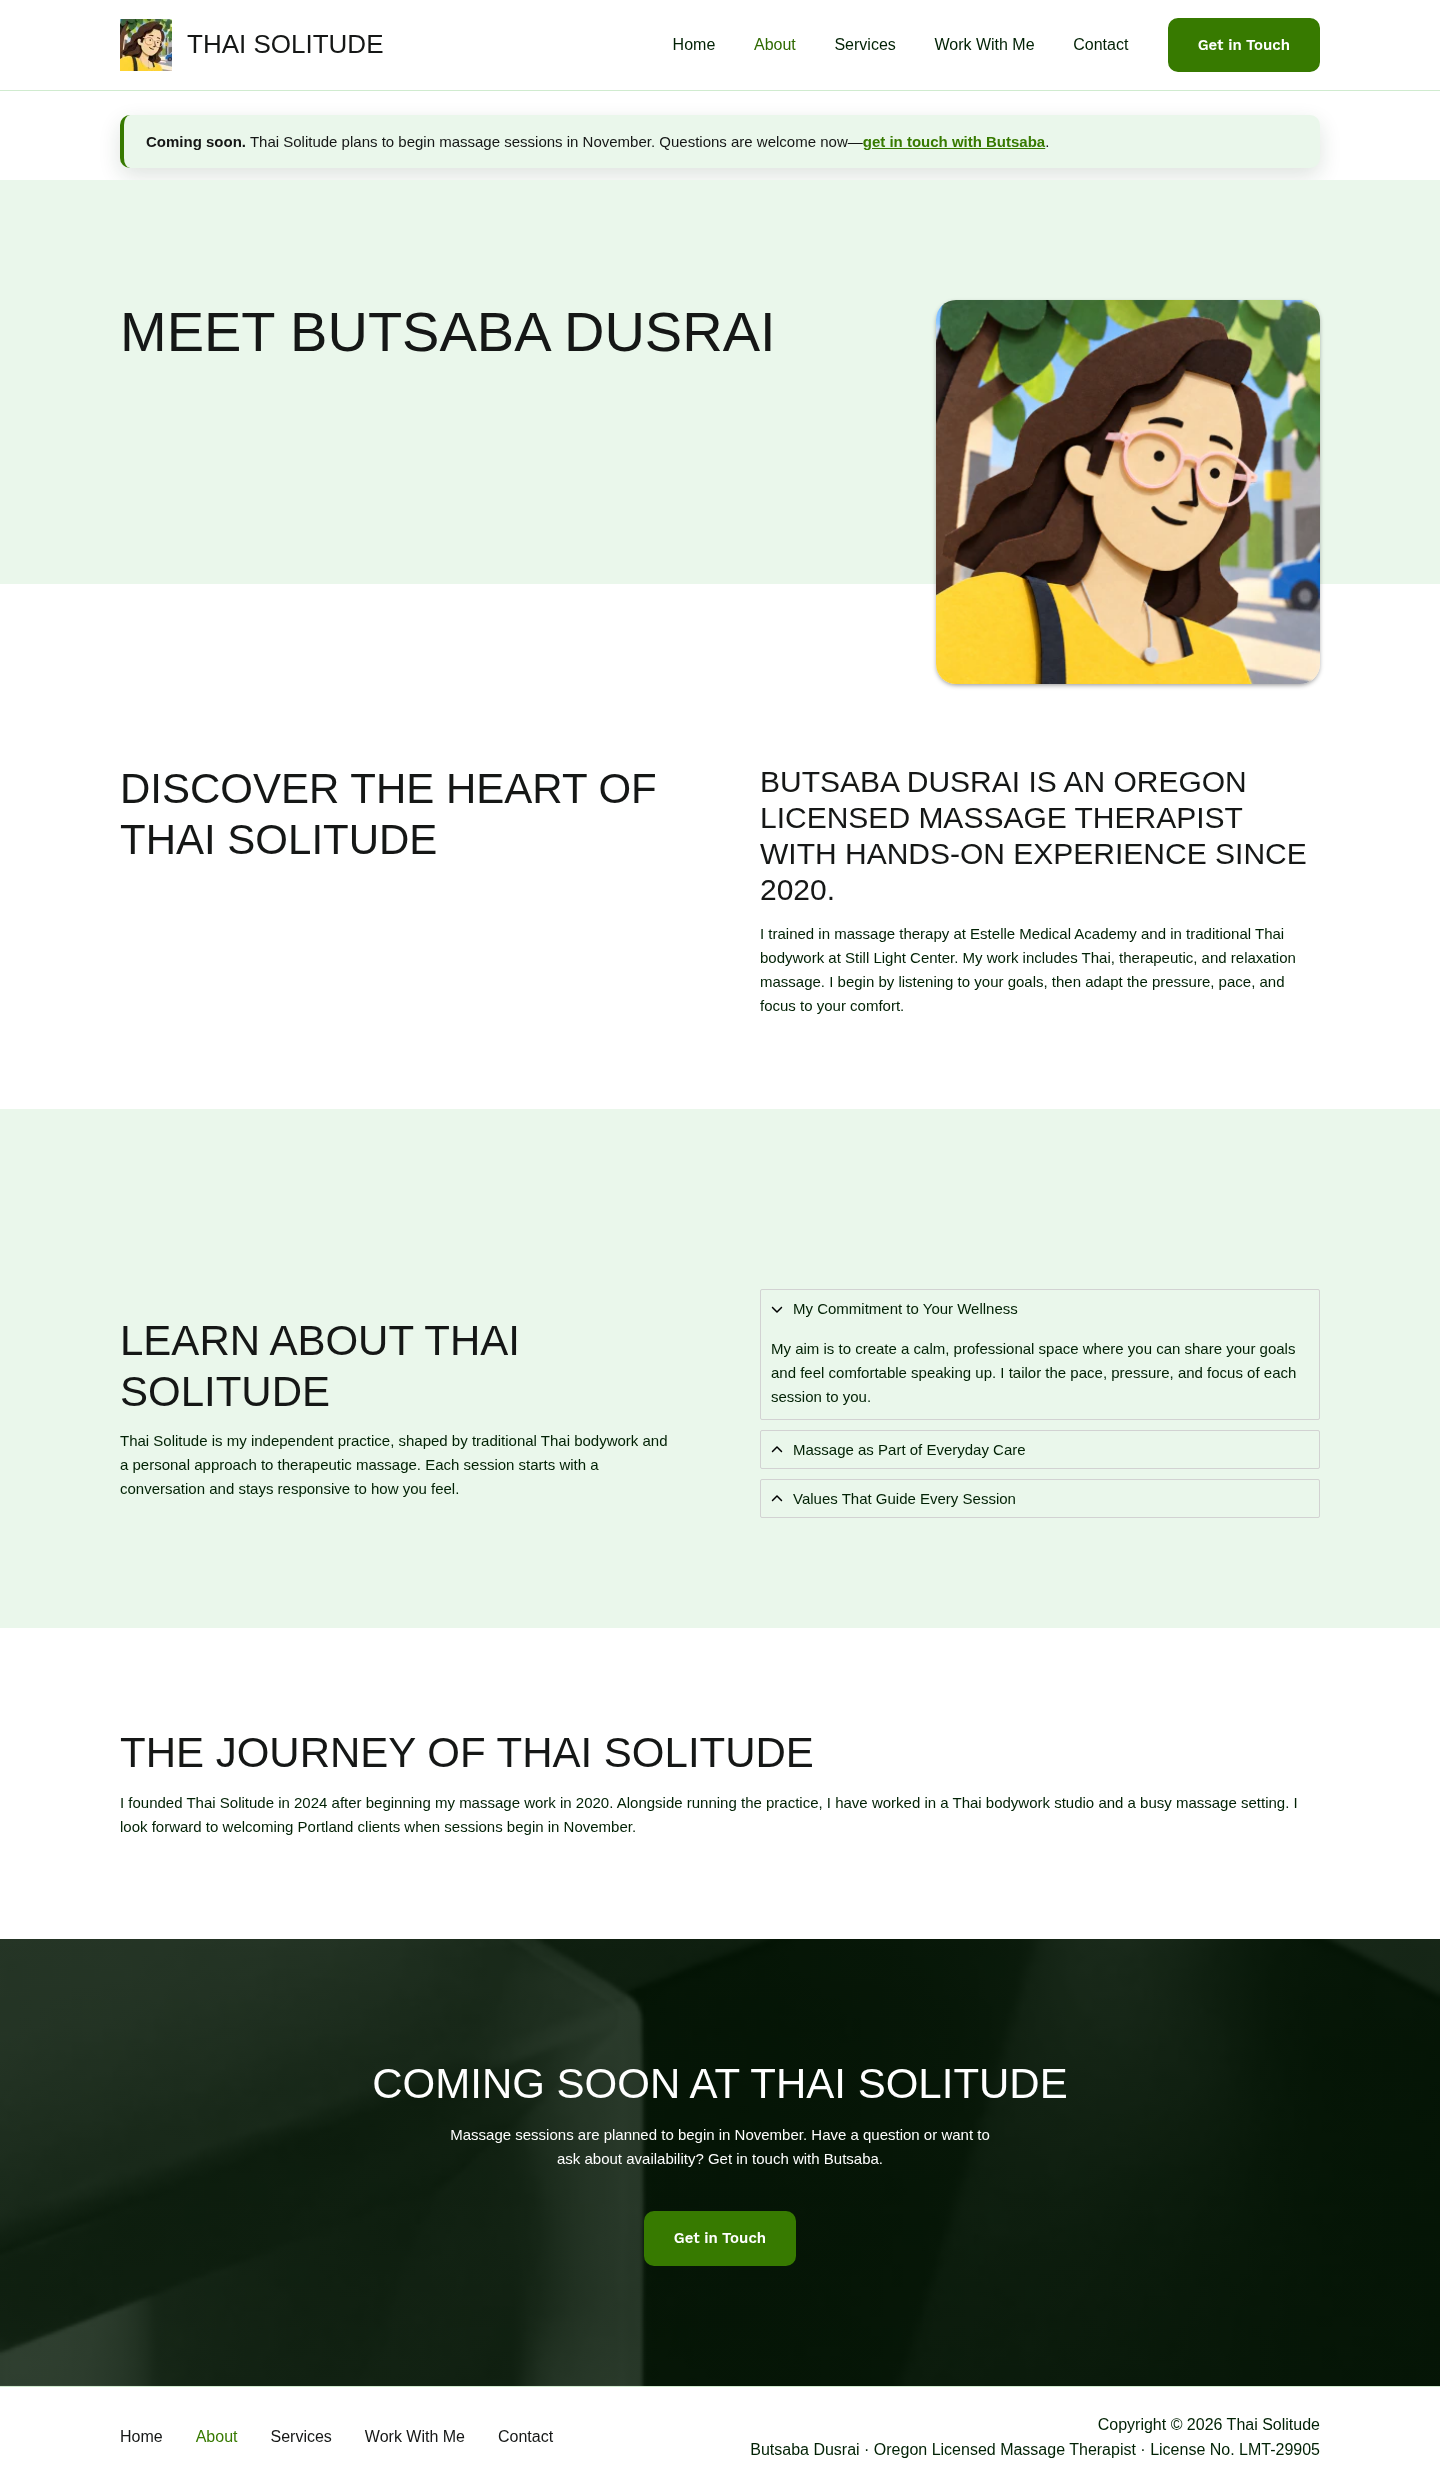 THAI SOLITUDE
Home
About
Services
Work With Me
Contact
Get in Touch
Coming soon. Thai Solitude plans to begin massage sessions in November. Questions are welcome now—get in touch with Butsaba.
MEET BUTSABA DUSRAI
DISCOVER THE HEART OF
THAI SOLITUDE
BUTSABA DUSRAI IS AN OREGON
LICENSED MASSAGE THERAPIST
WITH HANDS-ON EXPERIENCE SINCE
2020.
I trained in massage therapy at Estelle Medical Academy and in traditional Thai
bodywork at Still Light Center. My work includes Thai, therapeutic, and relaxation
massage. I begin by listening to your goals, then adapt the pressure, pace, and
focus to your comfort.
LEARN ABOUT THAI
SOLITUDE
Thai Solitude is my independent practice, shaped by traditional Thai bodywork and
a personal approach to therapeutic massage. Each session starts with a
conversation and stays responsive to how you feel.
My Commitment to Your Wellness
My aim is to create a calm, professional space where you can share your goals
and feel comfortable speaking up. I tailor the pace, pressure, and focus of each
session to you.
Massage as Part of Everyday Care
Values That Guide Every Session
THE JOURNEY OF THAI SOLITUDE
I founded Thai Solitude in 2024 after beginning my massage work in 2020. Alongside running the practice, I have worked in a Thai bodywork studio and a busy massage setting. I
look forward to welcoming Portland clients when sessions begin in November.
COMING SOON AT THAI SOLITUDE
Massage sessions are planned to begin in November. Have a question or want to
ask about availability? Get in touch with Butsaba.
Get in Touch
Home
About
Services
Work With Me
Contact
Copyright © 2026 Thai Solitude
Butsaba Dusrai · Oregon Licensed Massage Therapist · License No. LMT-29905